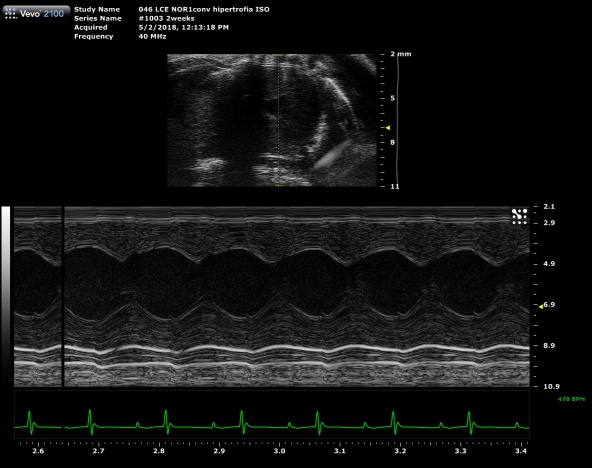 Vevo 2100
Study Name 046 LCE NOR1conv hipertrofia ISO
Series Name #1003 2weeks
Acquired 5/2/2018, 12:13:18 PM
Frequency 40 MHz
2 mm
5
8
11
2.1
2.9
4.9
6.9
8.9
10.9
478 BPM
2.6 2.7 2.8 2.9 3.0 3.1 3.2 3.3 3.4